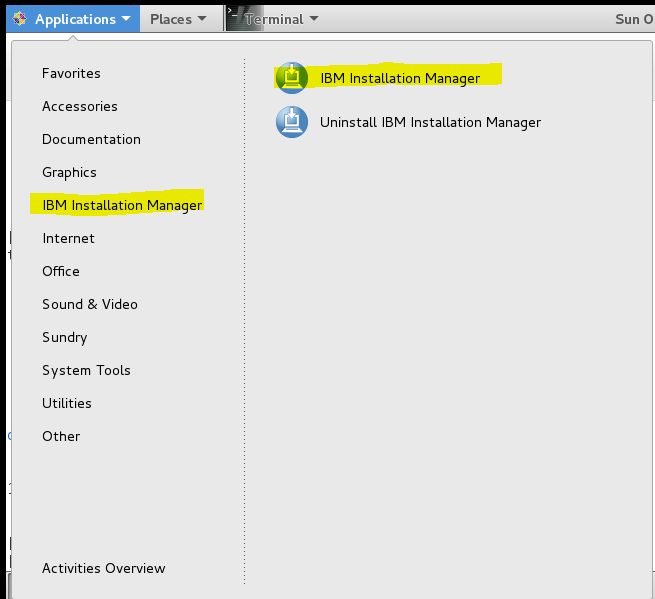 Applications Places Terminal Sun O
Favorites
Accessories
Documentation
Graphics
IBM Installation Manager
Internet
Office
Sound & Video
Sundry
System Tools
Utilities
Other
Activities Overview
IBM Installation Manager
Uninstall IBM Installation Manager